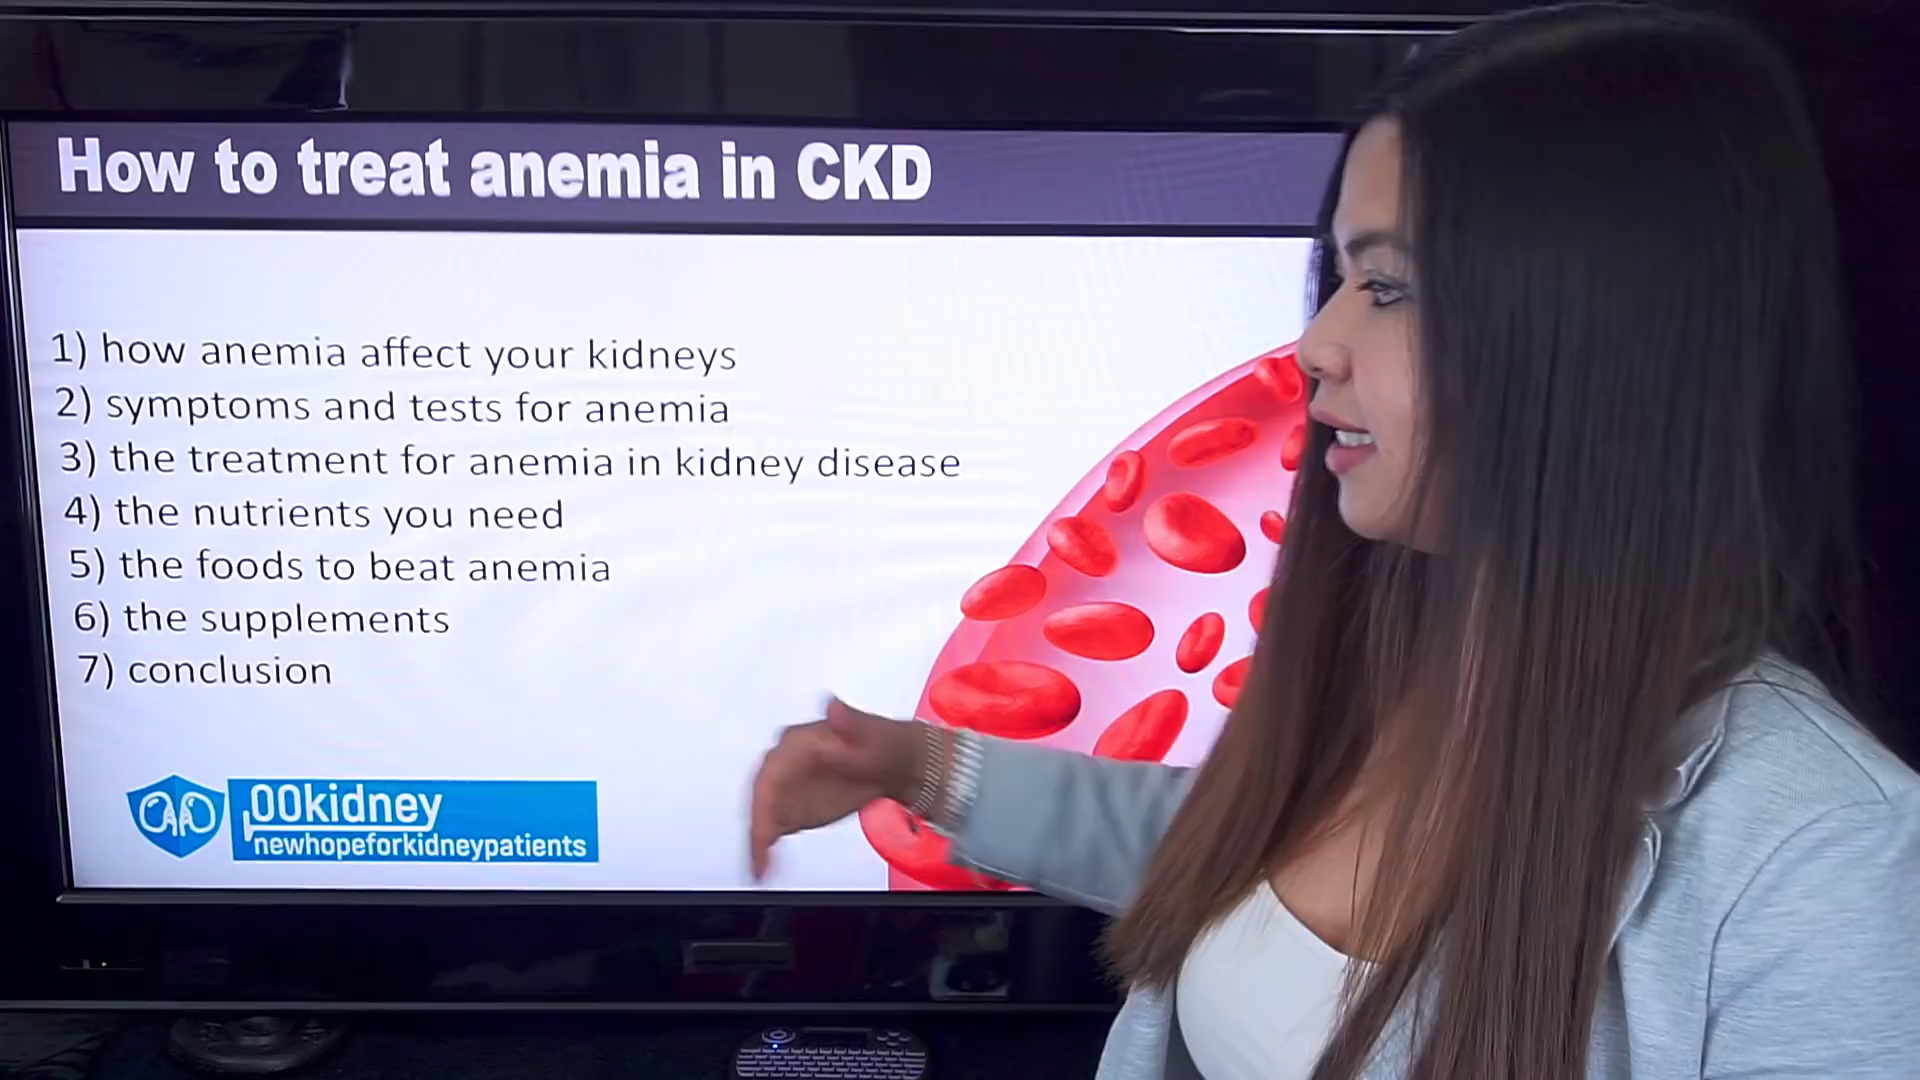 How to treat anemia in CKD
1) how anemia affect your kidneys
2) symptoms and tests for anemia
3) the treatment for anemia in kidney disease
4) the nutrients you need
5) the foods to beat anemia
6) the supplements
7) conclusion
00kidney
newhopeforkidneypatients